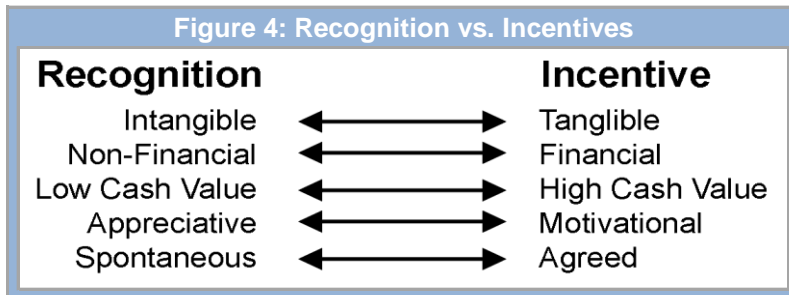 Figure 4: Recognition vs. Incentives
Recognition Incentive
Intangible Tanglible
Non-Financial Financial
Low Cash Value High Cash Value
Appreciative Motivational
Spontaneous Agreed